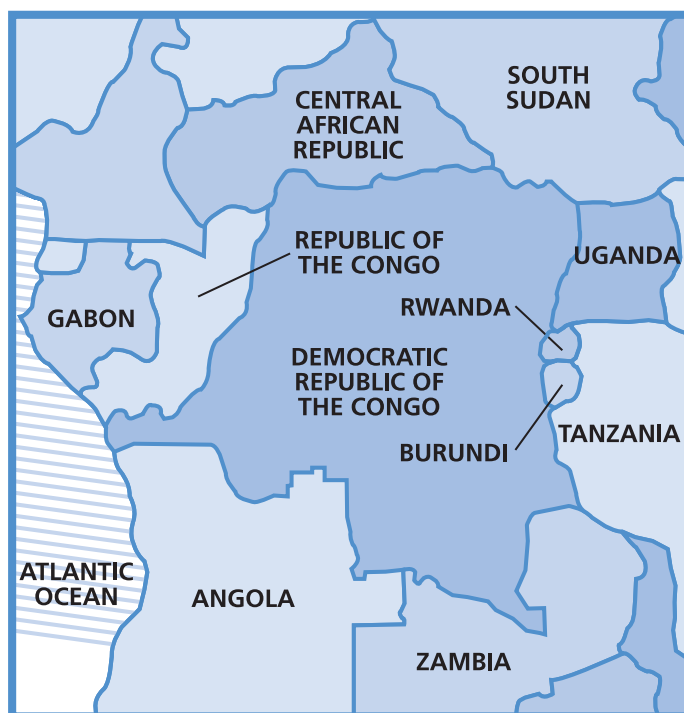 SOUTH
SUDAN
CENTRAL
AFRICAN
REPUBLIC
REPUBLIC OF
THE CONGO
UGANDA
GABON
RWANDA
DEMOCRATIC
REPUBLIC OF
THE CONGO
BURUNDI
TANZANIA
ATLANTIC
OCEAN
ANGOLA
ZAMBIA